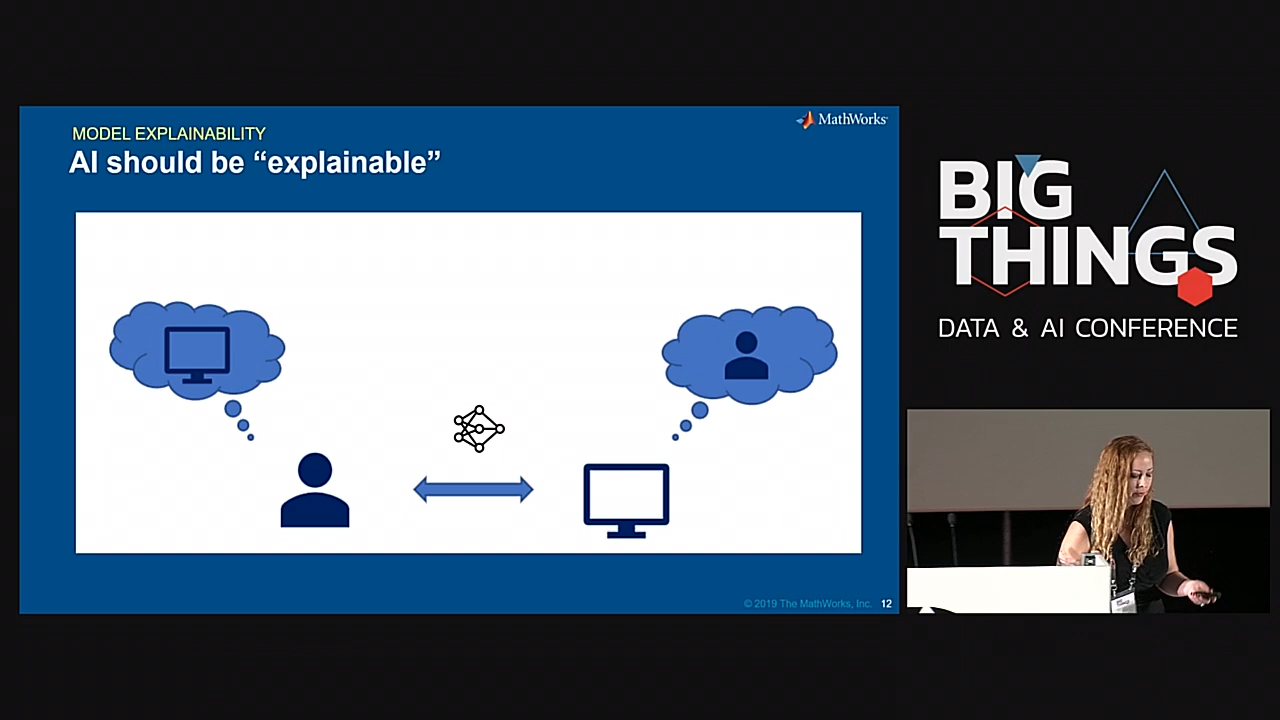 MODEL EXPLAINABILITY
AI should be “explainable”
MathWorks
© 2019 The MathWorks, Inc. 12
BIG
THINGS
DATA & AI CONFERENCE